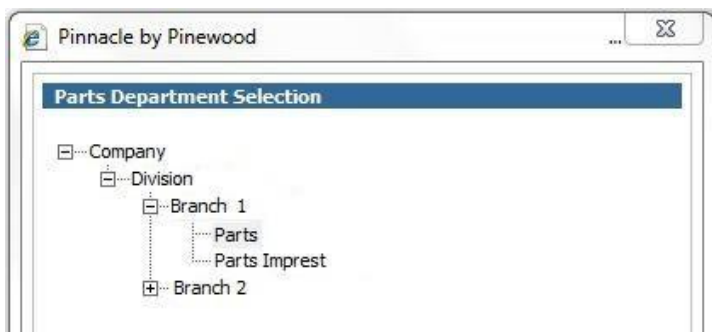 Pinnacle by Pinewood ...
Parts Department Selection
Company
Division
Branch 1
Parts
Parts Imprest
Branch 2